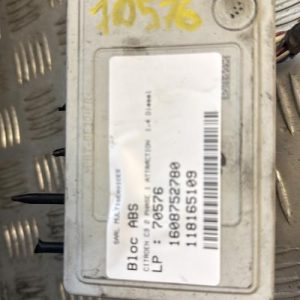 70576
Bloc ABS
CITROEN C3 2 PHASE 1 ATTRACTION 1.4 Diesel
LP : 70576
1608752780
118165109